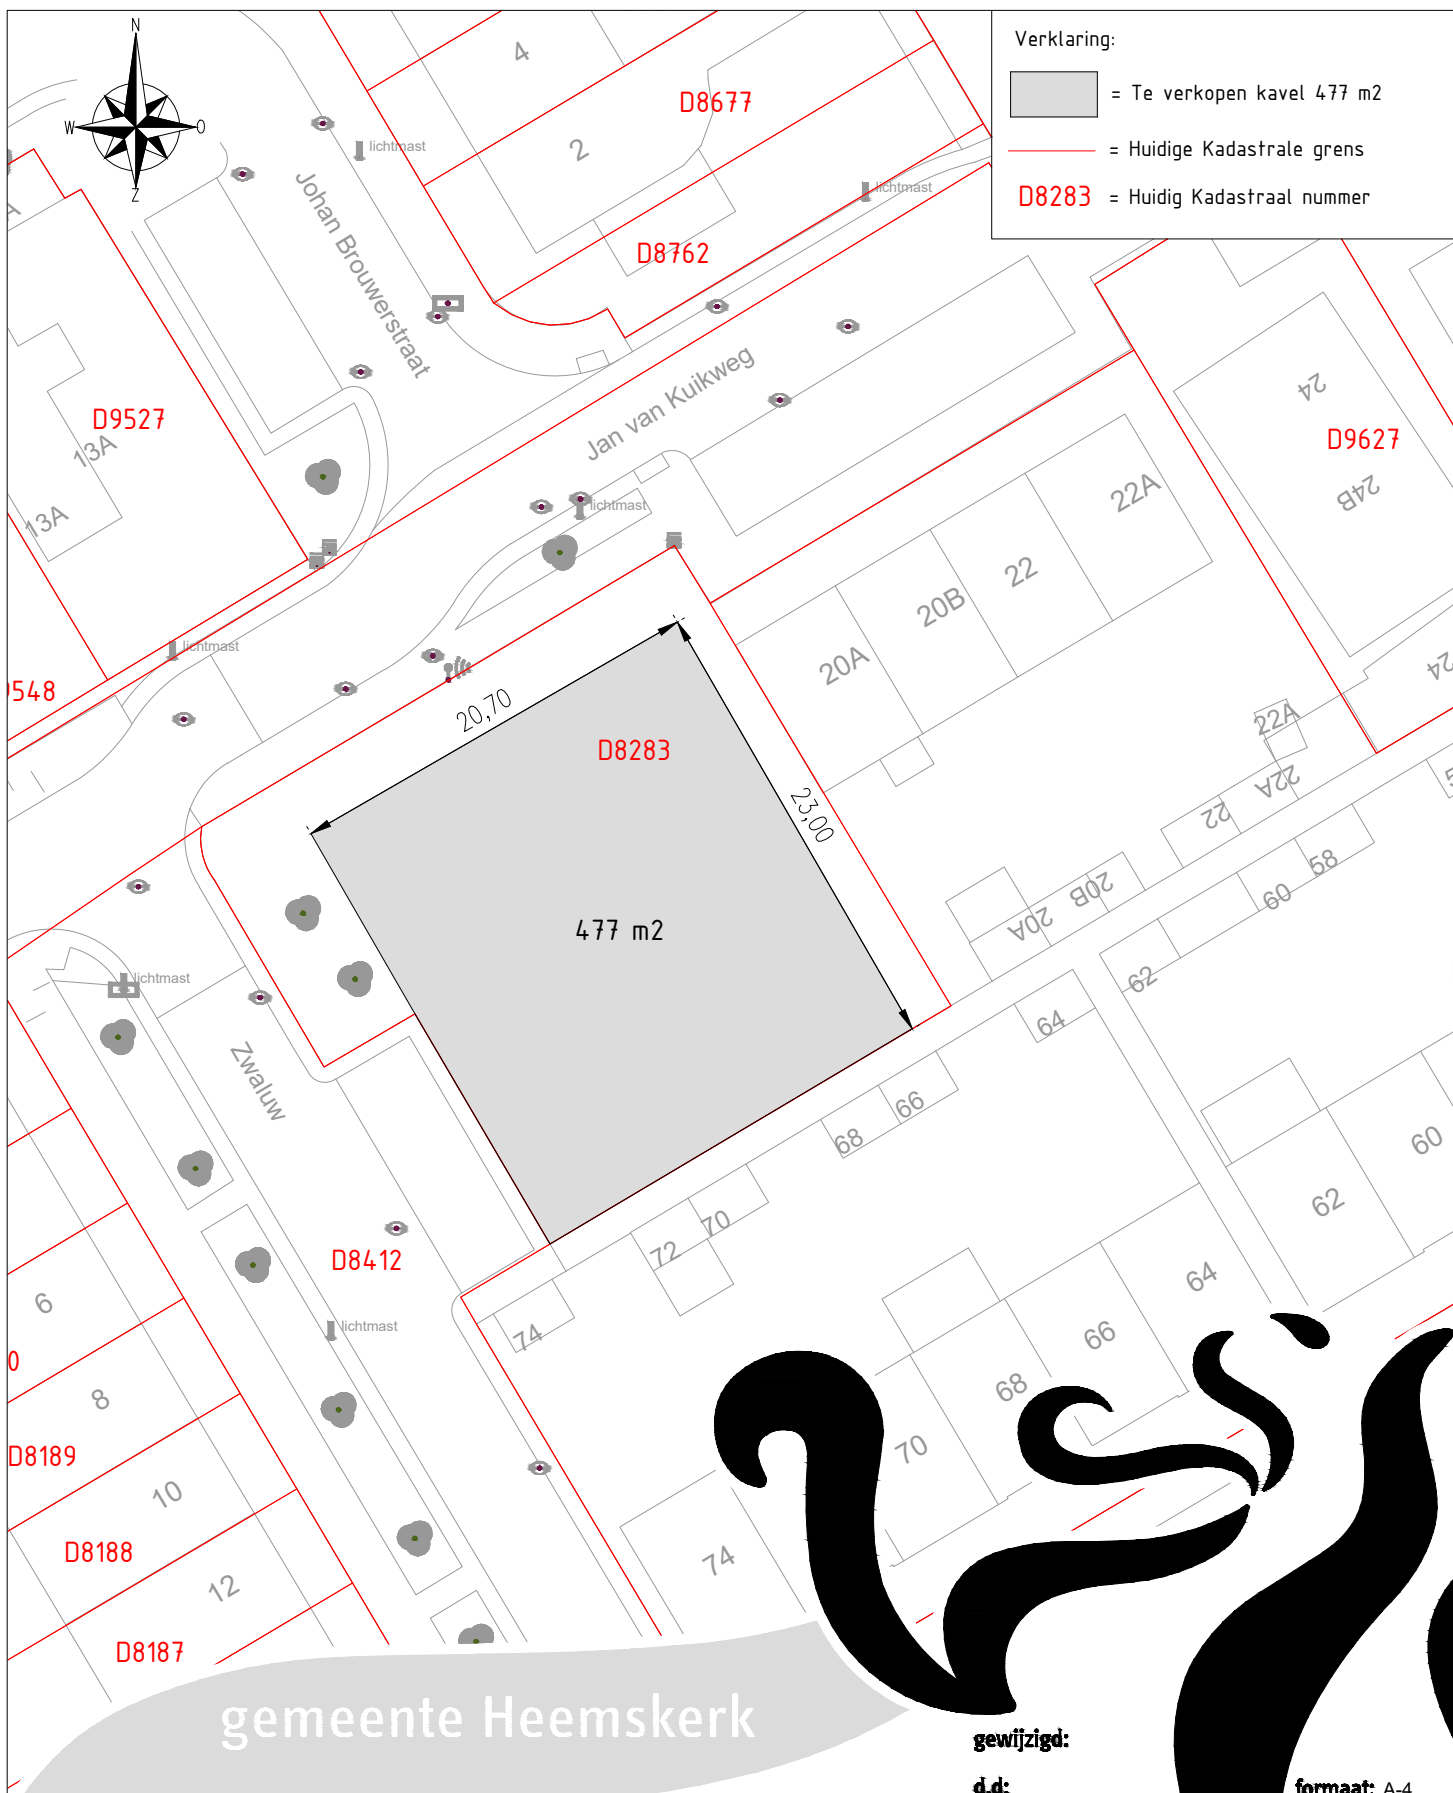 N
W
O
Z
Verklaring:
= Te verkopen kavel 477 m2
= Huidige Kadastrale grens
D8283 = Huidig Kadastraal nummer
4
D8677
2
lichtmast
lichtmast
Johan Brouwerstraat
D8762
Jan van Kuikweg
D9527
13A
13A
24
D9627
24B
lichtmast
22A
22
20B
20A
lichtmast
9548
24
20,70
D8283
22A
22A
22
23,00
58
60
20B
20A
477 m2
62
lichtmast
64
Zwaluw
66
68
60
62
70
72
D8412
64
6
lichtmast
74
66
0
68
8
D8189
70
10
D8188
74
12
D8187
gemeente Heemskerk
gewijzigd:
d.d:
formaat: A-4